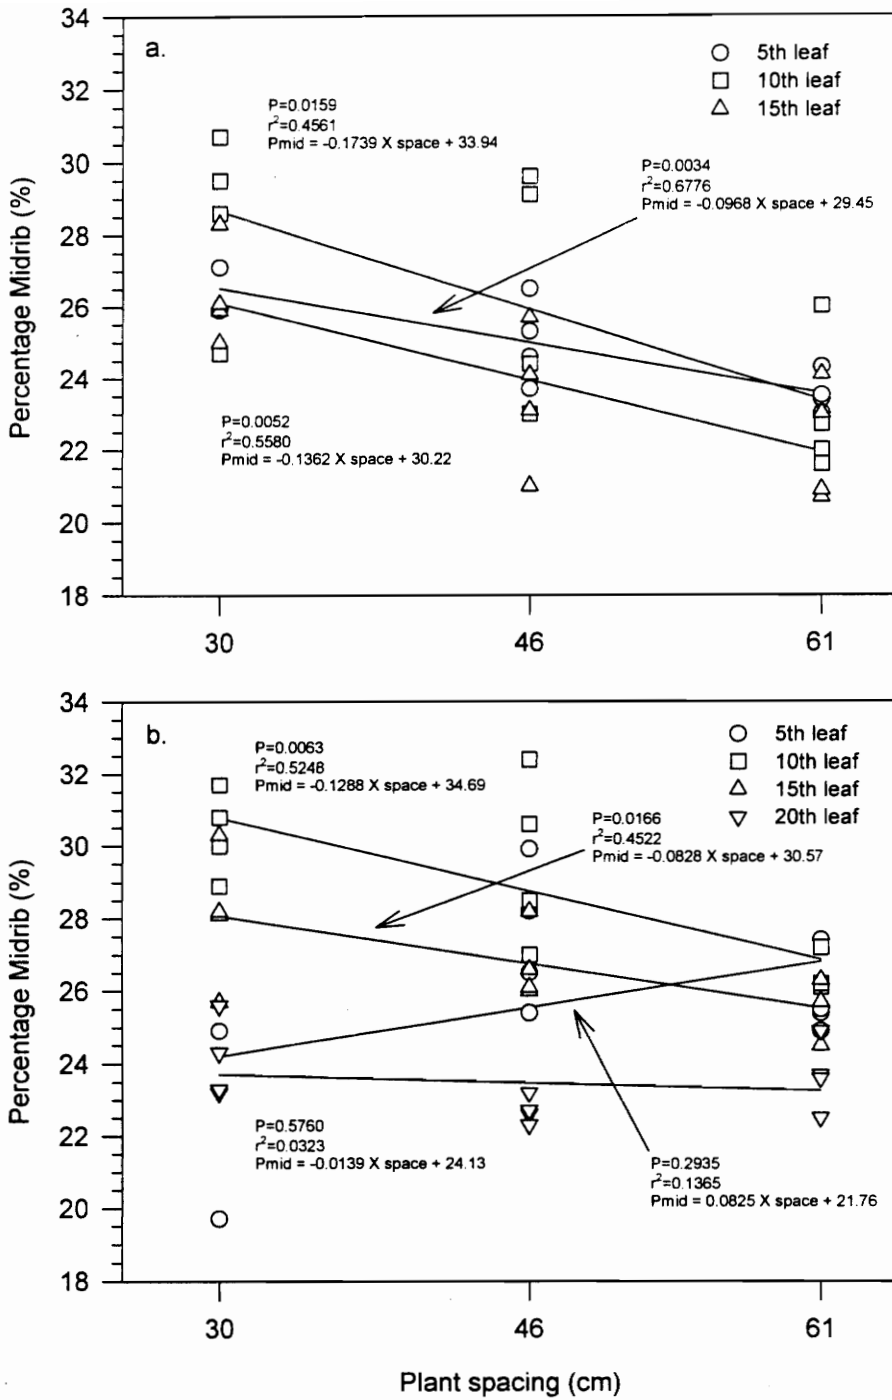 34
32
30
28
26
24
22
20
18
Percentage Midrib (%)
a.
5th leaf
10th leaf
15th leaf
P=0.0159
r²=0.4561
Pmid = -0.1739 X space + 33.94
P=0.0034
r²=0.6776
Pmid = -0.0968 X space + 29.45
P=0.0052
r²=0.5580
Pmid = -0.1362 X space + 30.22
30 46 61
34
32
30
28
26
24
22
20
18
Percentage Midrib (%)
b.
5th leaf
10th leaf
15th leaf
20th leaf
P=0.0063
r²=0.5248
Pmid = -0.1288 X space + 34.69
P=0.0166
r²=0.4522
Pmid = -0.0828 X space + 30.57
P=0.5760
r²=0.0323
Pmid = -0.0139 X space + 24.13
P=0.2935
r²=0.1365
Pmid = 0.0825 X space + 21.76
30 46 61
Plant spacing (cm)